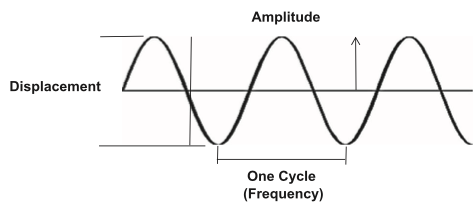 Amplitude
Displacement
One Cycle
(Frequency)